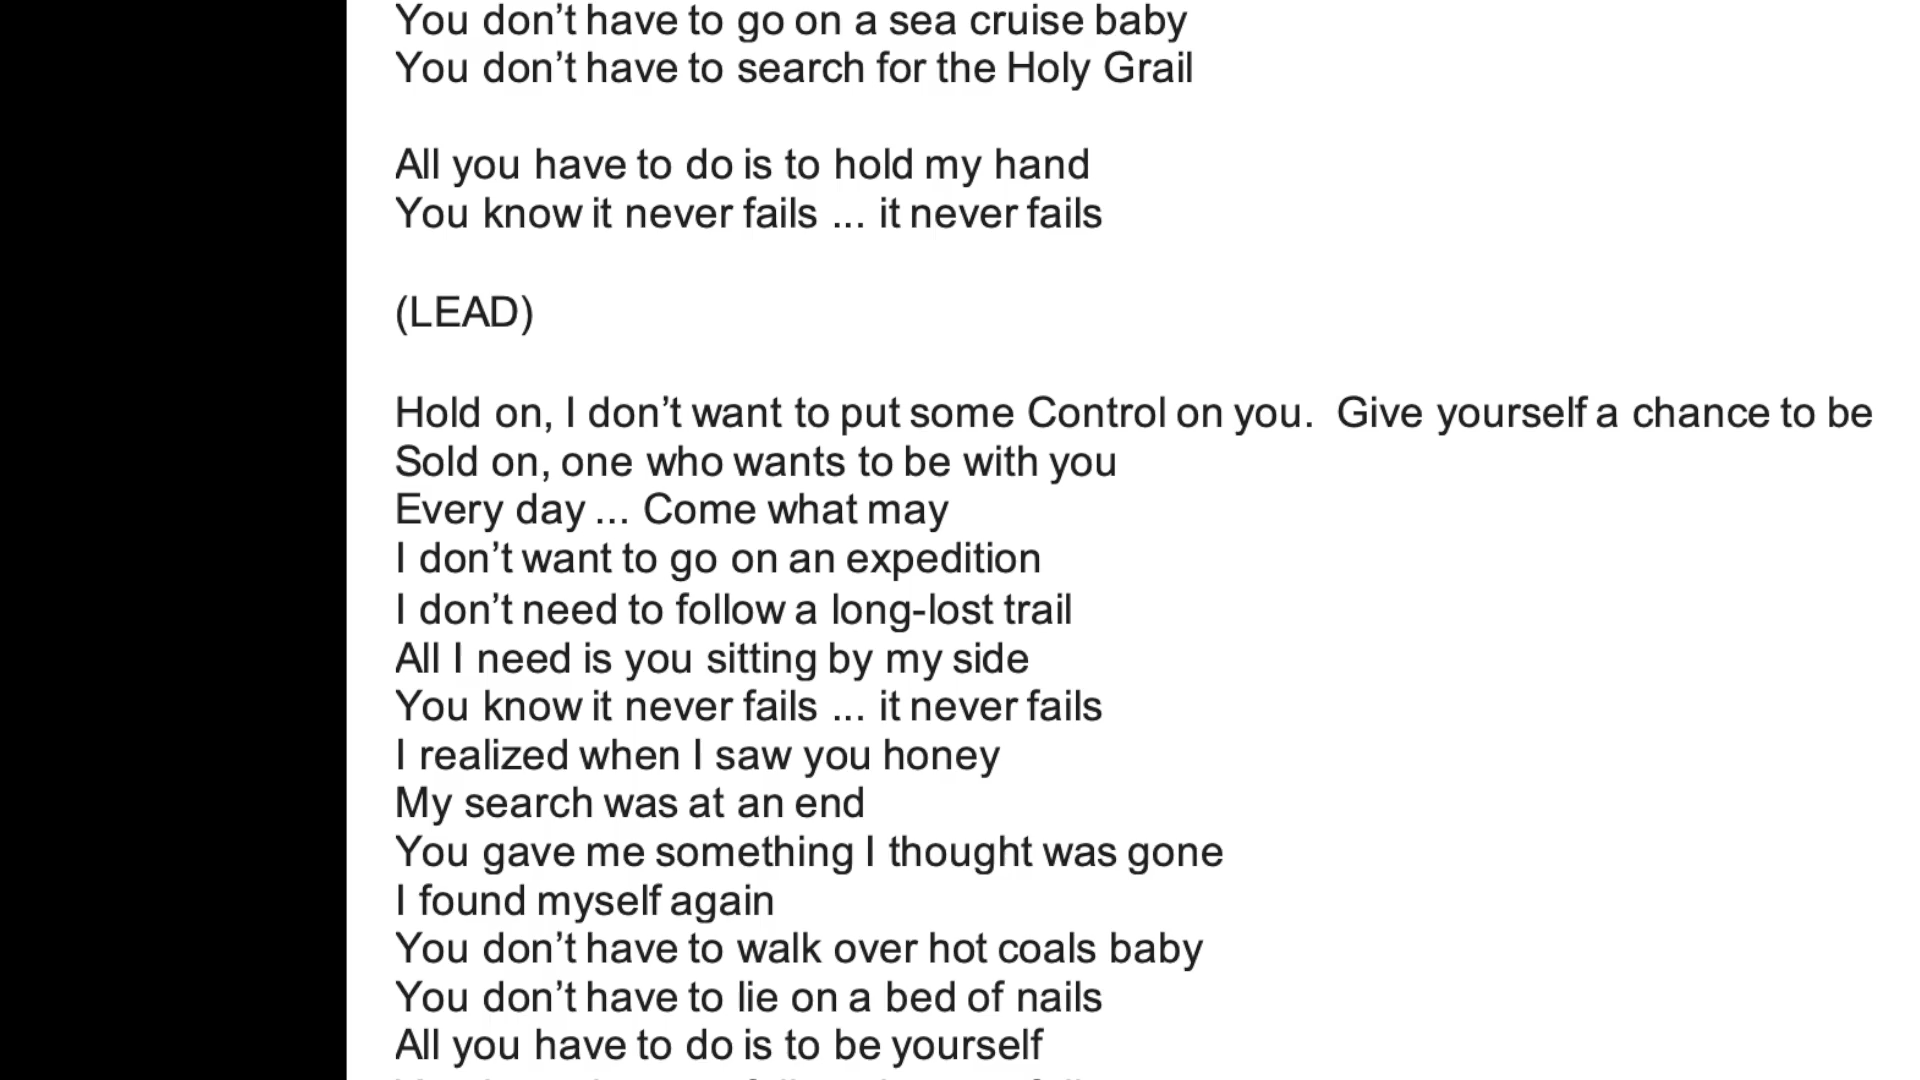 You don’t have to go on a sea cruise baby
You don’t have to search for the Holy Grail
All you have to do is to hold my hand
You know it never fails ... it never fails
(LEAD)
Hold on, I don’t want to put some Control on you.  Give yourself a chance to be
Sold on, one who wants to be with you
Every day ... Come what may
I don’t want to go on an expedition
I don’t need to follow a long-lost trail
All I need is you sitting by my side
You know it never fails ... it never fails
I realized when I saw you honey
My search was at an end
You gave me something I thought was gone
I found myself again
You don’t have to walk over hot coals baby
You don’t have to lie on a bed of nails
All you have to do is to be yourself